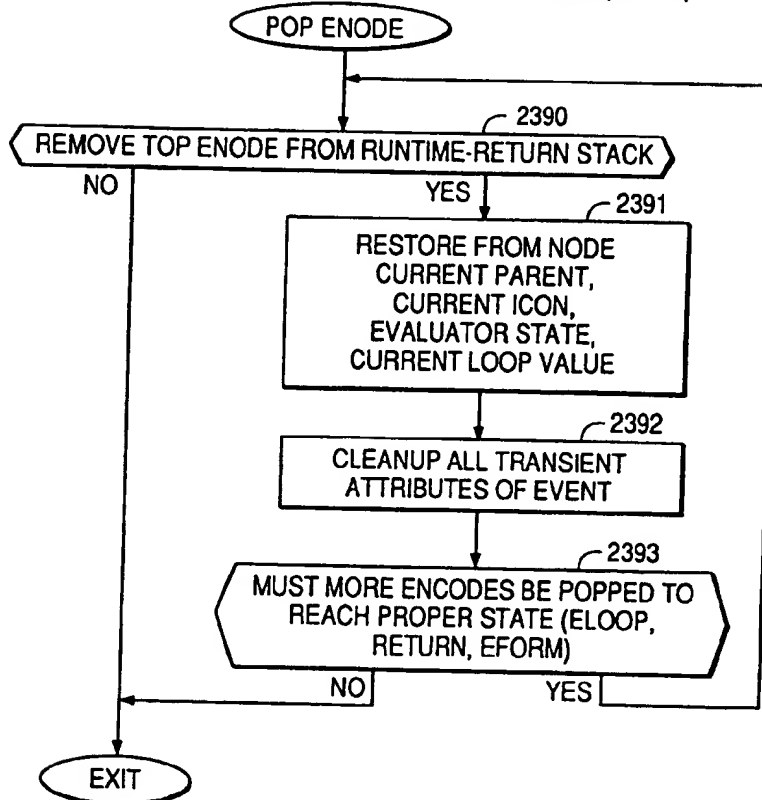 POP ENODE
2390
REMOVE TOP ENODE FROM RUNTIME-RETURN STACK
NO
YES
2391
RESTORE FROM NODE
CURRENT PARENT,
CURRENT ICON,
EVALUATOR STATE,
CURRENT LOOP VALUE
2392
CLEANUP ALL TRANSIENT
ATTRIBUTES OF EVENT
2393
MUST MORE ENCODES BE POPPED TO
REACH PROPER STATE (ELOOP,
RETURN, EFORM)
NO
YES
EXIT